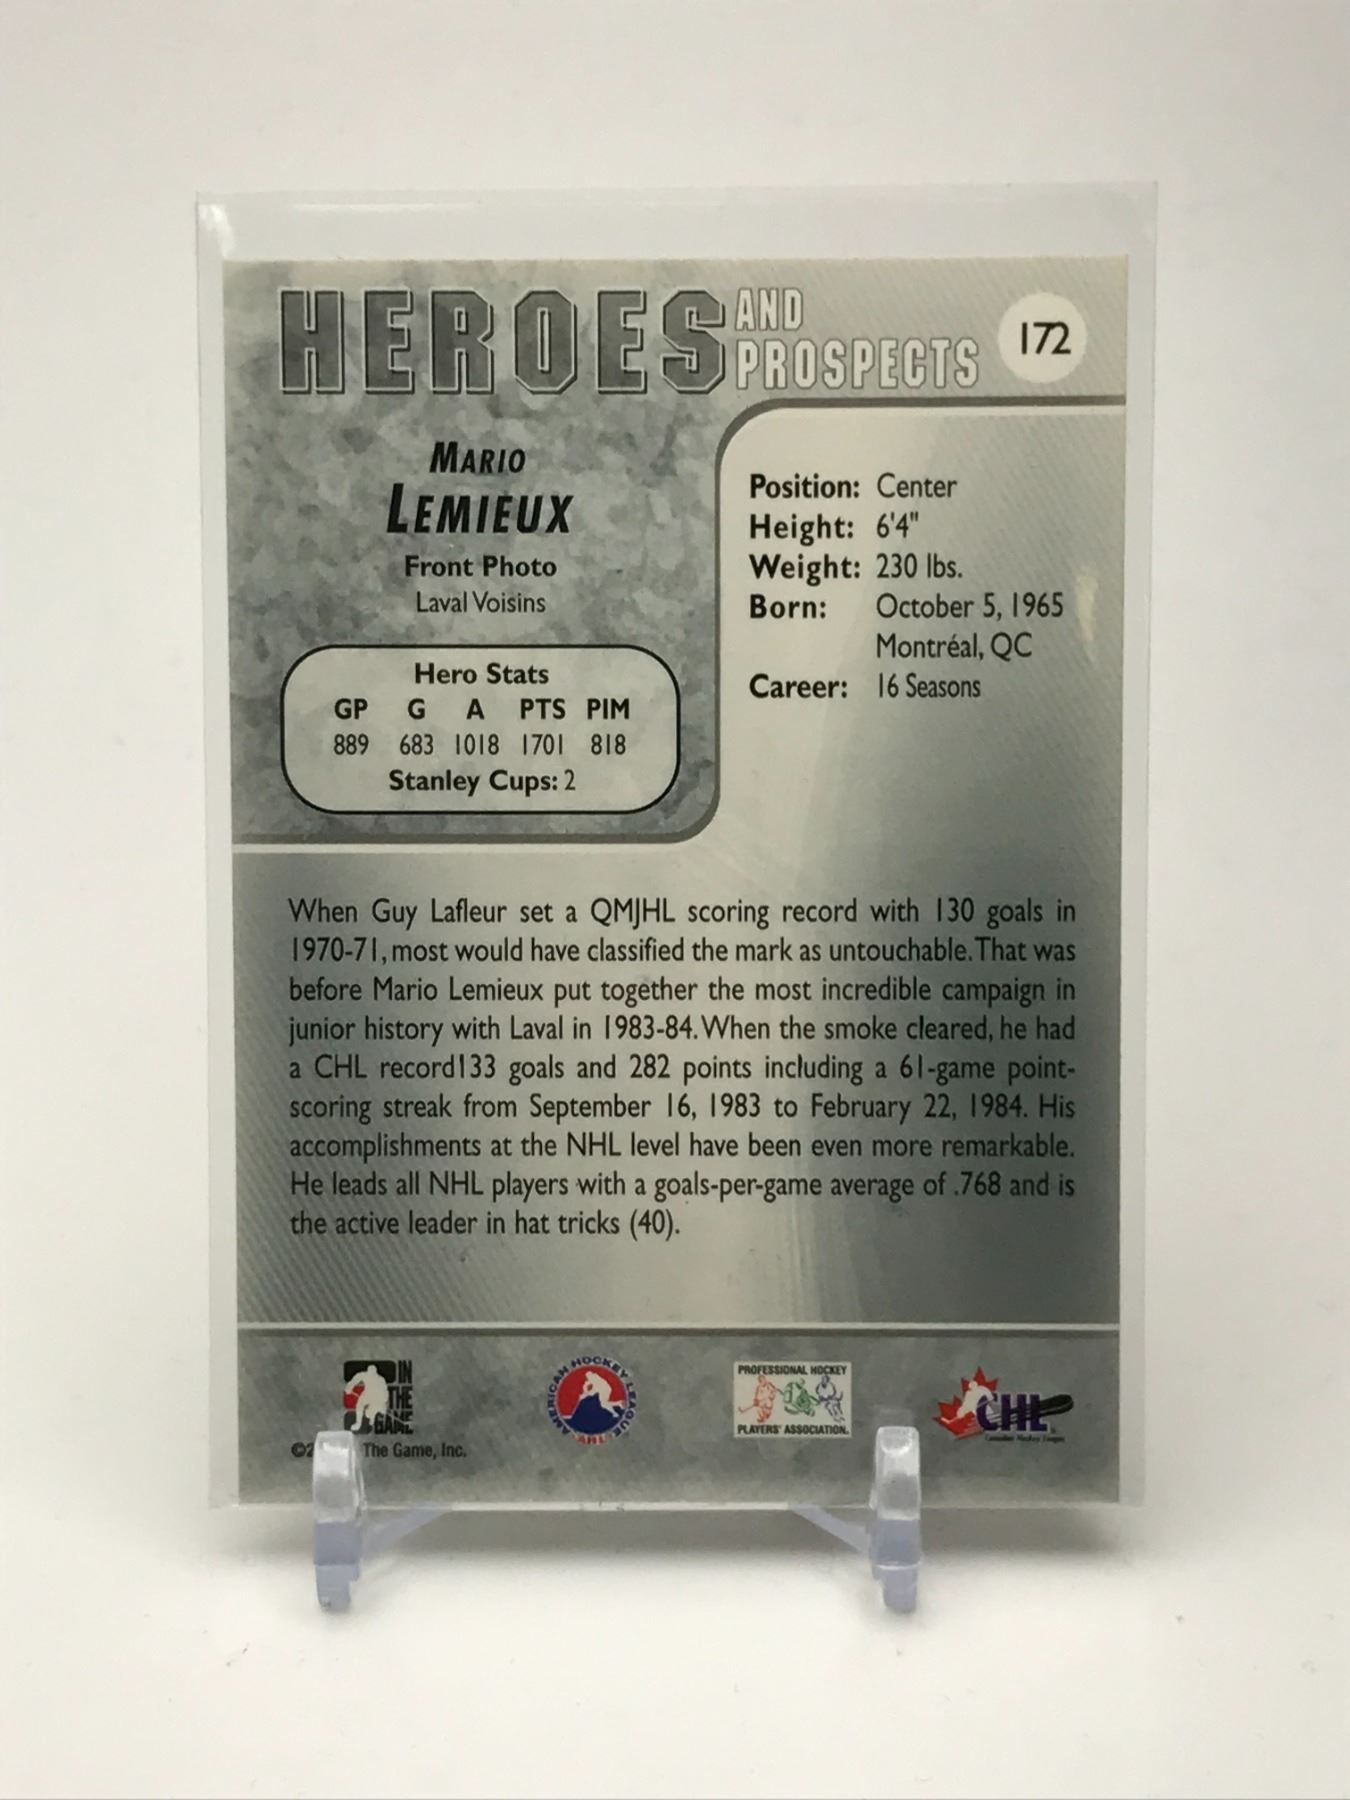 HEROES AND PROSPECTS
172
MARIO
LEMIEUX
Front Photo
Laval Voisins
Hero Stats
GP G A PTS PIM
889 683 1018 1701 818
Stanley Cups: 2
Position: Center
Height: 6'4"
Weight: 230 lbs.
Born: October 5, 1965
Montréal, QC
Career: 16 Seasons
When Guy Lafleur set a QMJHL scoring record with 130 goals in
1970-71, most would have classified the mark as untouchable. That was
before Mario Lemieux put together the most incredible campaign in
junior history with Laval in 1983-84. When the smoke cleared, he had
a CHL record133 goals and 282 points including a 61-game point-
scoring streak from September 16, 1983 to February 22, 1984. His
accomplishments at the NHL level have been even more remarkable.
He leads all NHL players with a goals-per-game average of .768 and is
the active leader in hat tricks (40).
IN
THE
GAME
The Game, Inc.
THE AMERICAN HOCKEY LEAGUE
PROFESSIONAL HOCKEY
PLAYERS' ASSOCIATION.
CHL
Canadian Hockey League